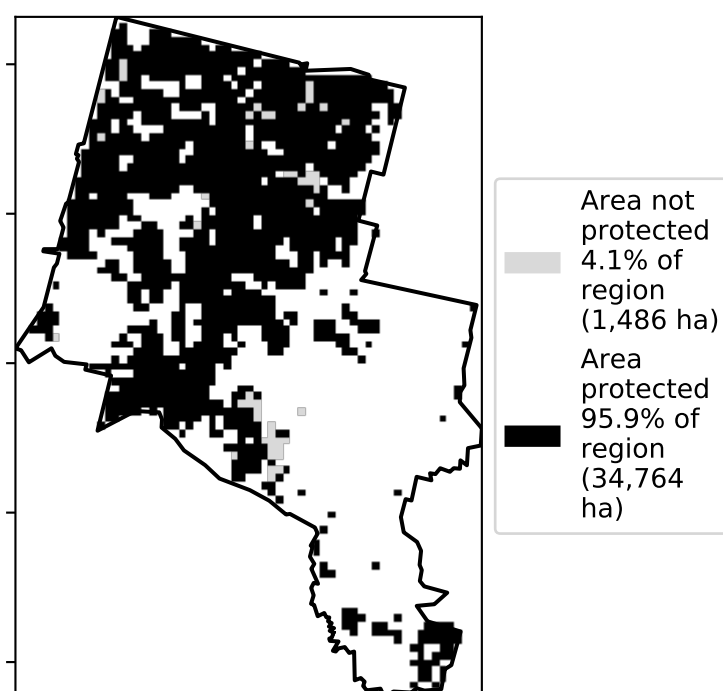 Area not
protected
4.1% of
region
(1,486 ha)
Area
protected
95.9% of
region
(34,764
ha)